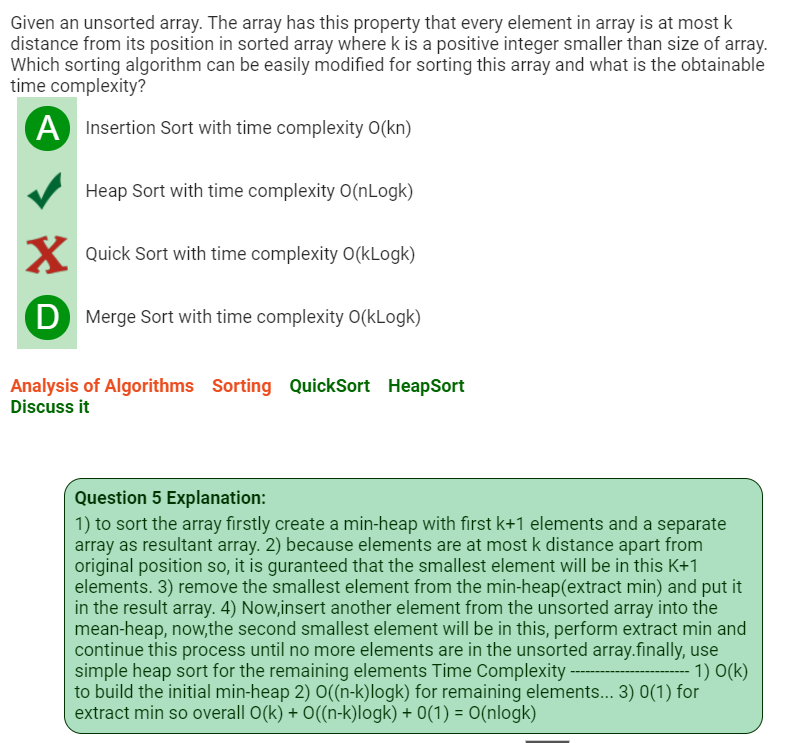 Given an unsorted array. The array has this property that every element in array is at most k
distance from its position in sorted array where k is a positive integer smaller than size of array.
Which sorting algorithm can be easily modified for sorting this array and what is the obtainable
time complexity?
A Insertion Sort with time complexity O(kn)
Heap Sort with time complexity O(nLogk)
X Quick Sort with time complexity O(kLogk)
D Merge Sort with time complexity O(kLogk)
Analysis of Algorithms Sorting QuickSort HeapSort
Discuss it
Question 5 Explanation:
1) to sort the array firstly create a min-heap with first k+1 elements and a separate
array as resultant array. 2) because elements are at most k distance apart from
original position so, it is guranteed that the smallest element will be in this K+1
elements. 3) remove the smallest element from the min-heap(extract min) and put it
in the result array. 4) Now,insert another element from the unsorted array into the
mean-heap, now,the second smallest element will be in this, perform extract min and
continue this process until no more elements are in the unsorted array.finally, use
simple heap sort for the remaining elements Time Complexity ------------------------ 1) O(k)
to build the initial min-heap 2) O((n-k)logk) for remaining elements... 3) 0(1) for
extract min so overall O(k) + O((n-k)logk) + 0(1) = O(nlogk)